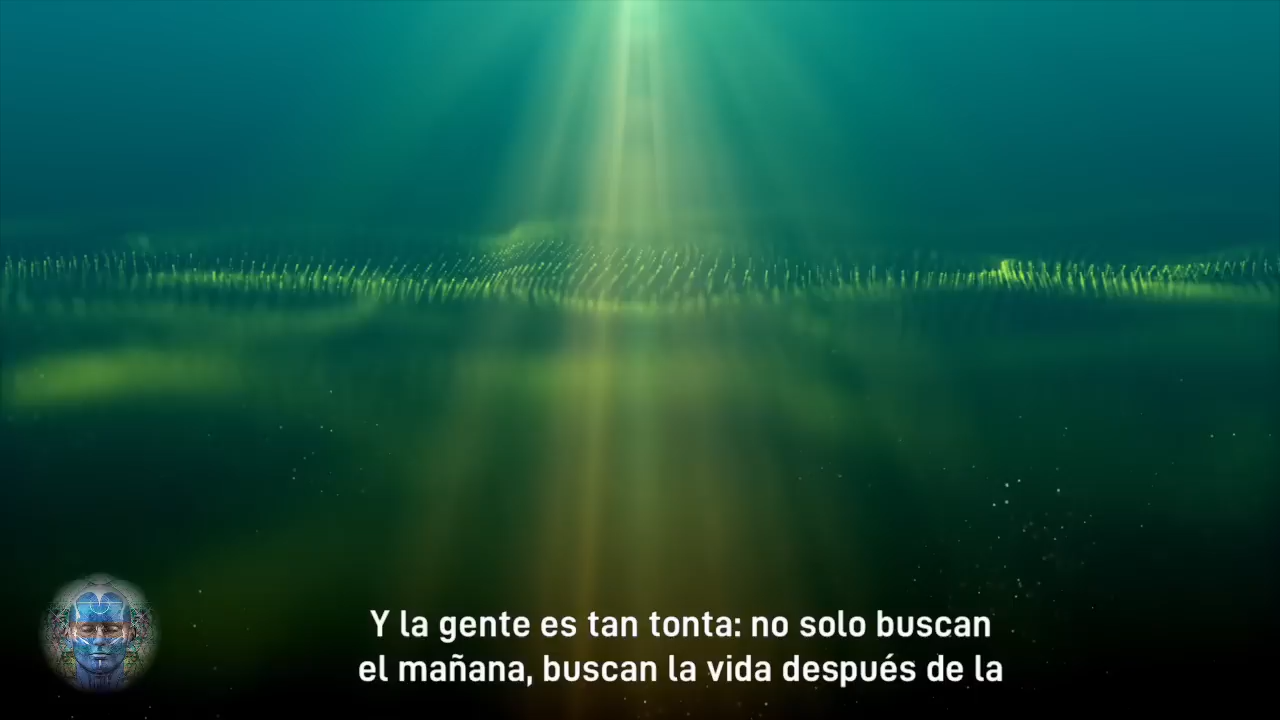 Y la gente es tan tonta: no solo buscan
el mañana, buscan la vida después de la